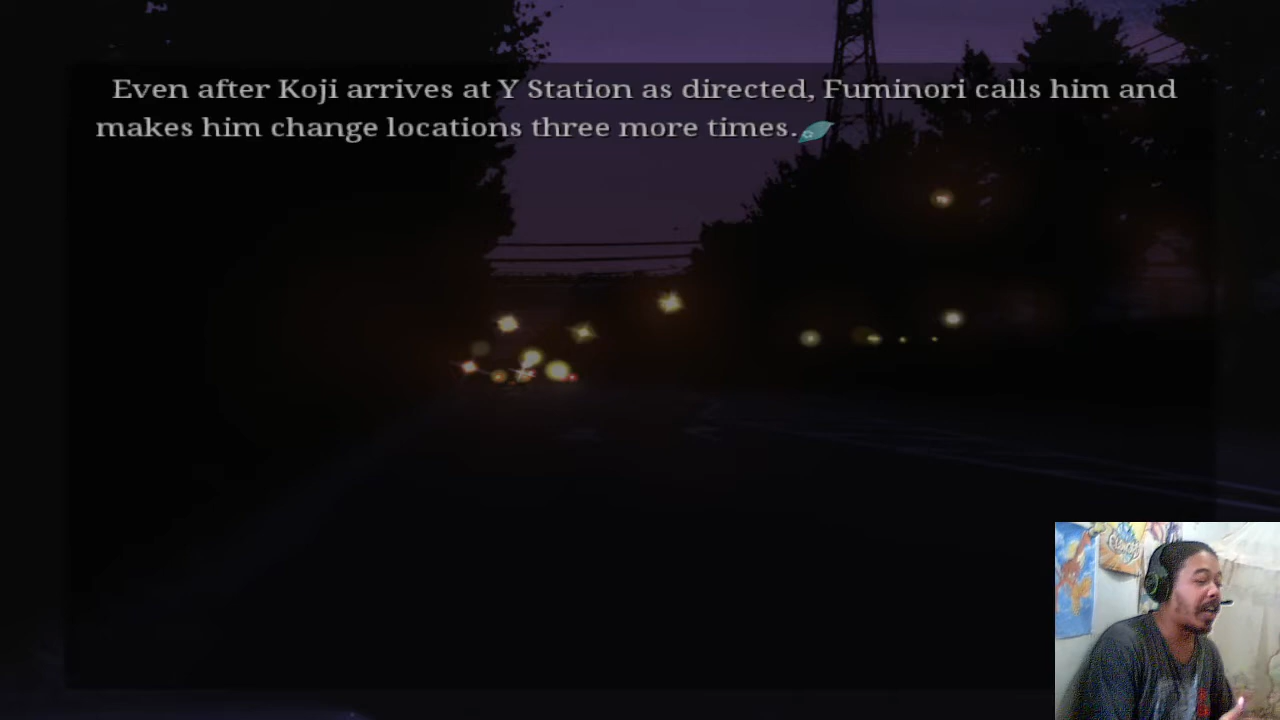 Even after Koji arrives at Y Station as directed, Fuminori calls him and
makes him change locations three more times.